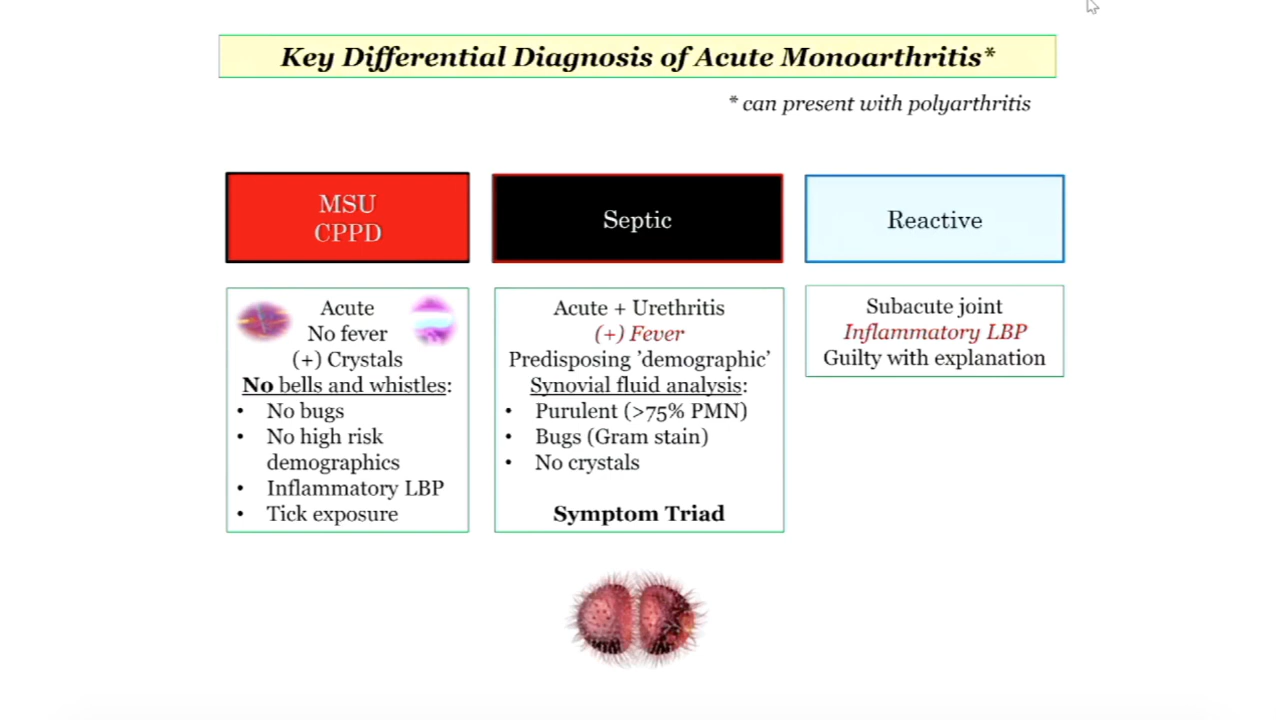 Key Differential Diagnosis of Acute Monoarthritis*
* can present with polyarthritis
MSU
CPPD
Septic
Reactive
Acute
No fever
(+) Crystals
No bells and whistles:
• No bugs
• No high risk
demographics
• Inflammatory LBP
• Tick exposure
Acute + Urethritis
(+) Fever
Predisposing ’demographic’
Synovial fluid analysis:
• Purulent (>75% PMN)
• Bugs (Gram stain)
• No crystals
Symptom Triad
Subacute joint
Inflammatory LBP
Guilty with explanation